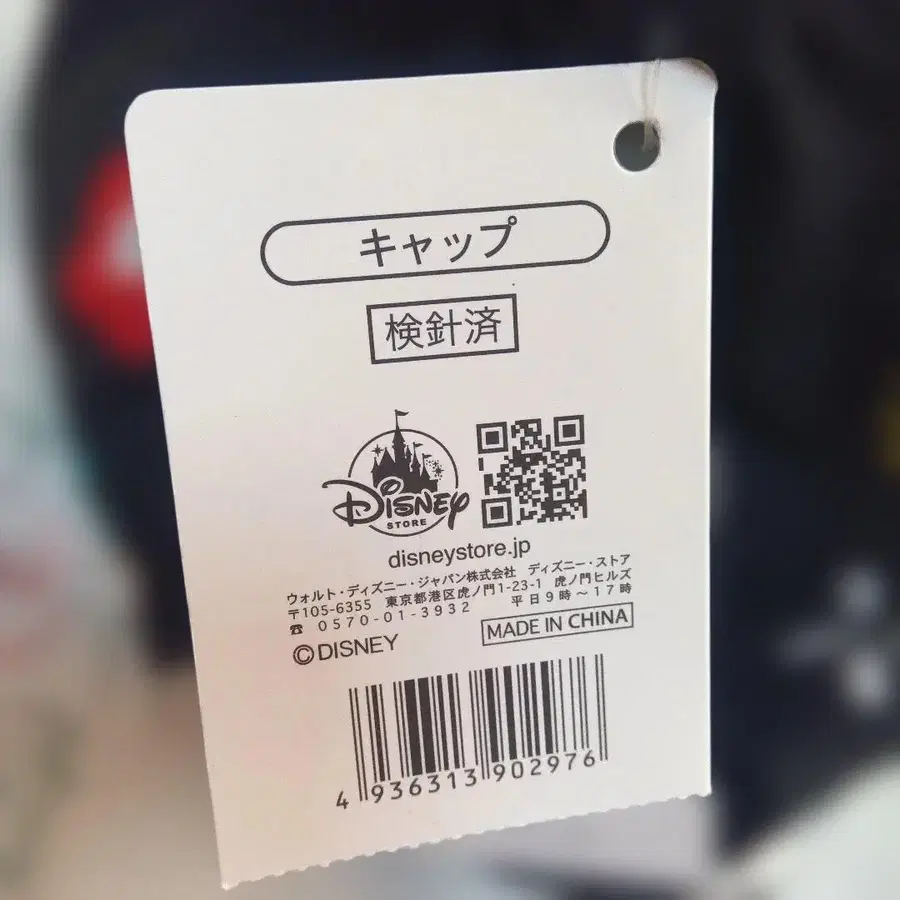 キャップ
検針済
Disney
STORE
disneystore.jp
ウォルト・ディズニー・ジャパン株式会社 ディズニー・ストア
〒105-6355 東京都港区虎ノ門1-23-1 虎ノ門ヒルズ
☎ 0570-01-3932 平日9時～17時
©DISNEY
MADE IN CHINA
4 936313 902976